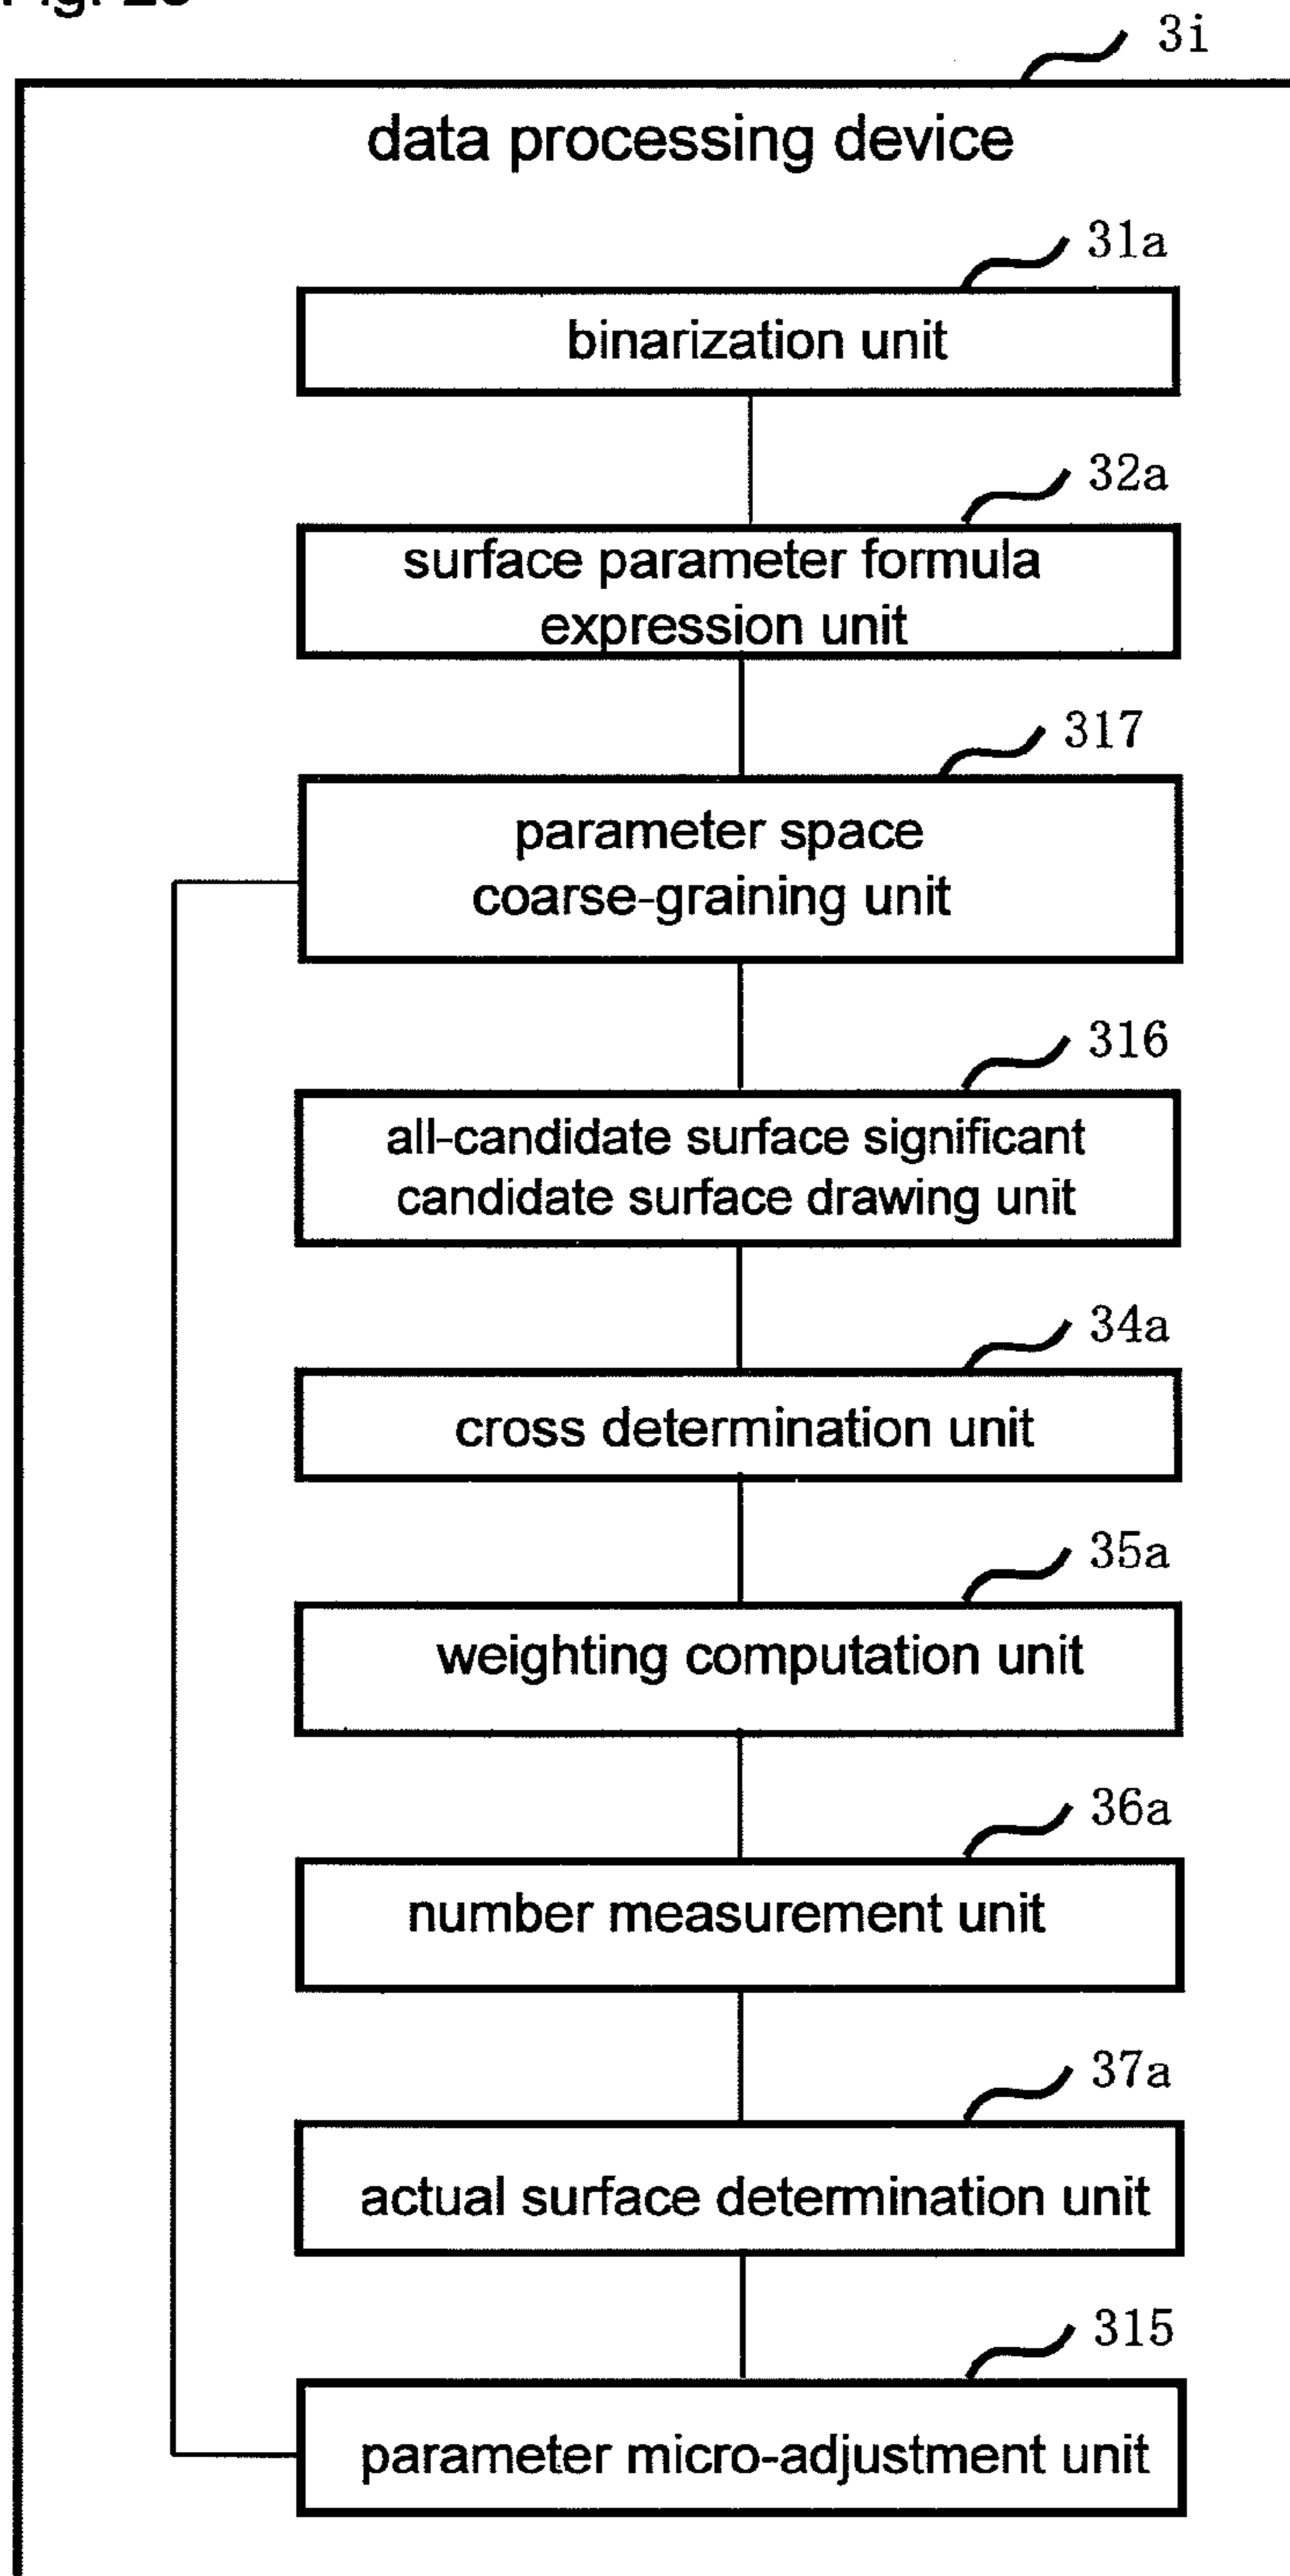 3i
data processing device
31a
binarization unit
32a
surface parameter formula
expression unit
317
parameter space
coarse-graining unit
316
all-candidate surface significant
candidate surface drawing unit
34a
cross determination unit
35a
weighting computation unit
36a
number measurement unit
37a
actual surface determination unit
315
parameter micro-adjustment unit